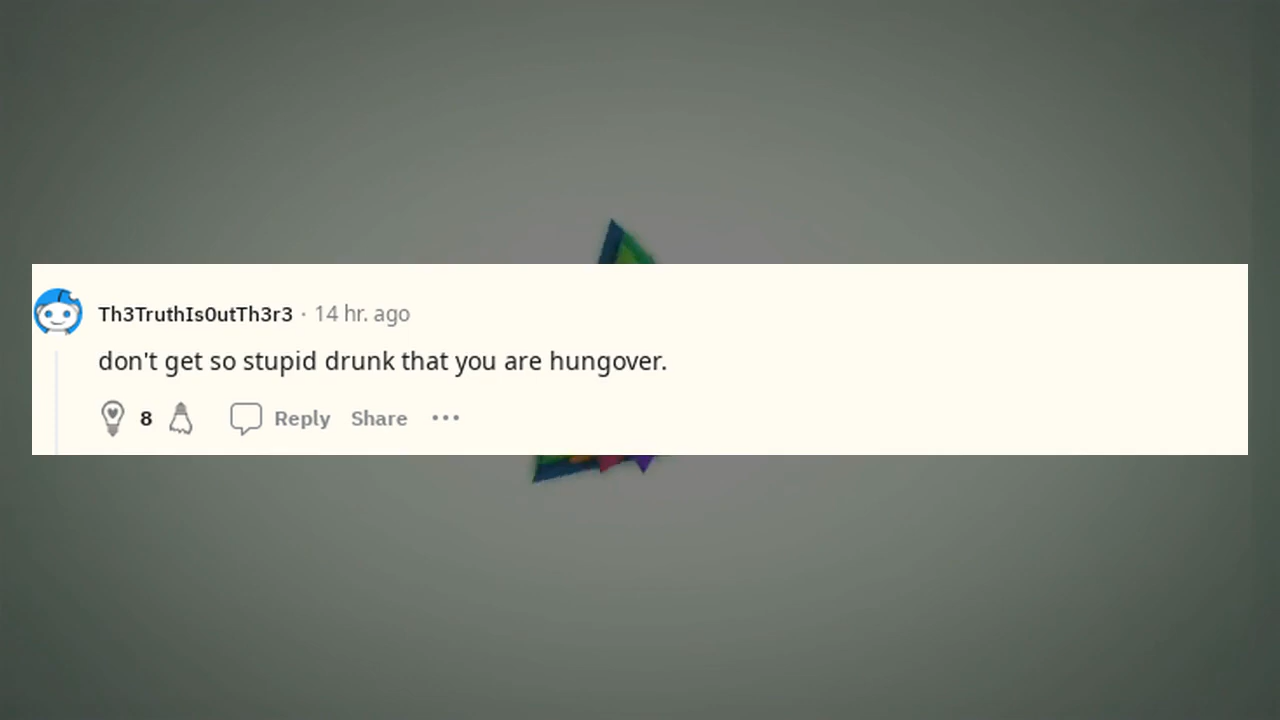 Th3TruthIsOutTh3r3 · 14 hr. ago
don't get so stupid drunk that you are hungover.
8 Reply Share ···